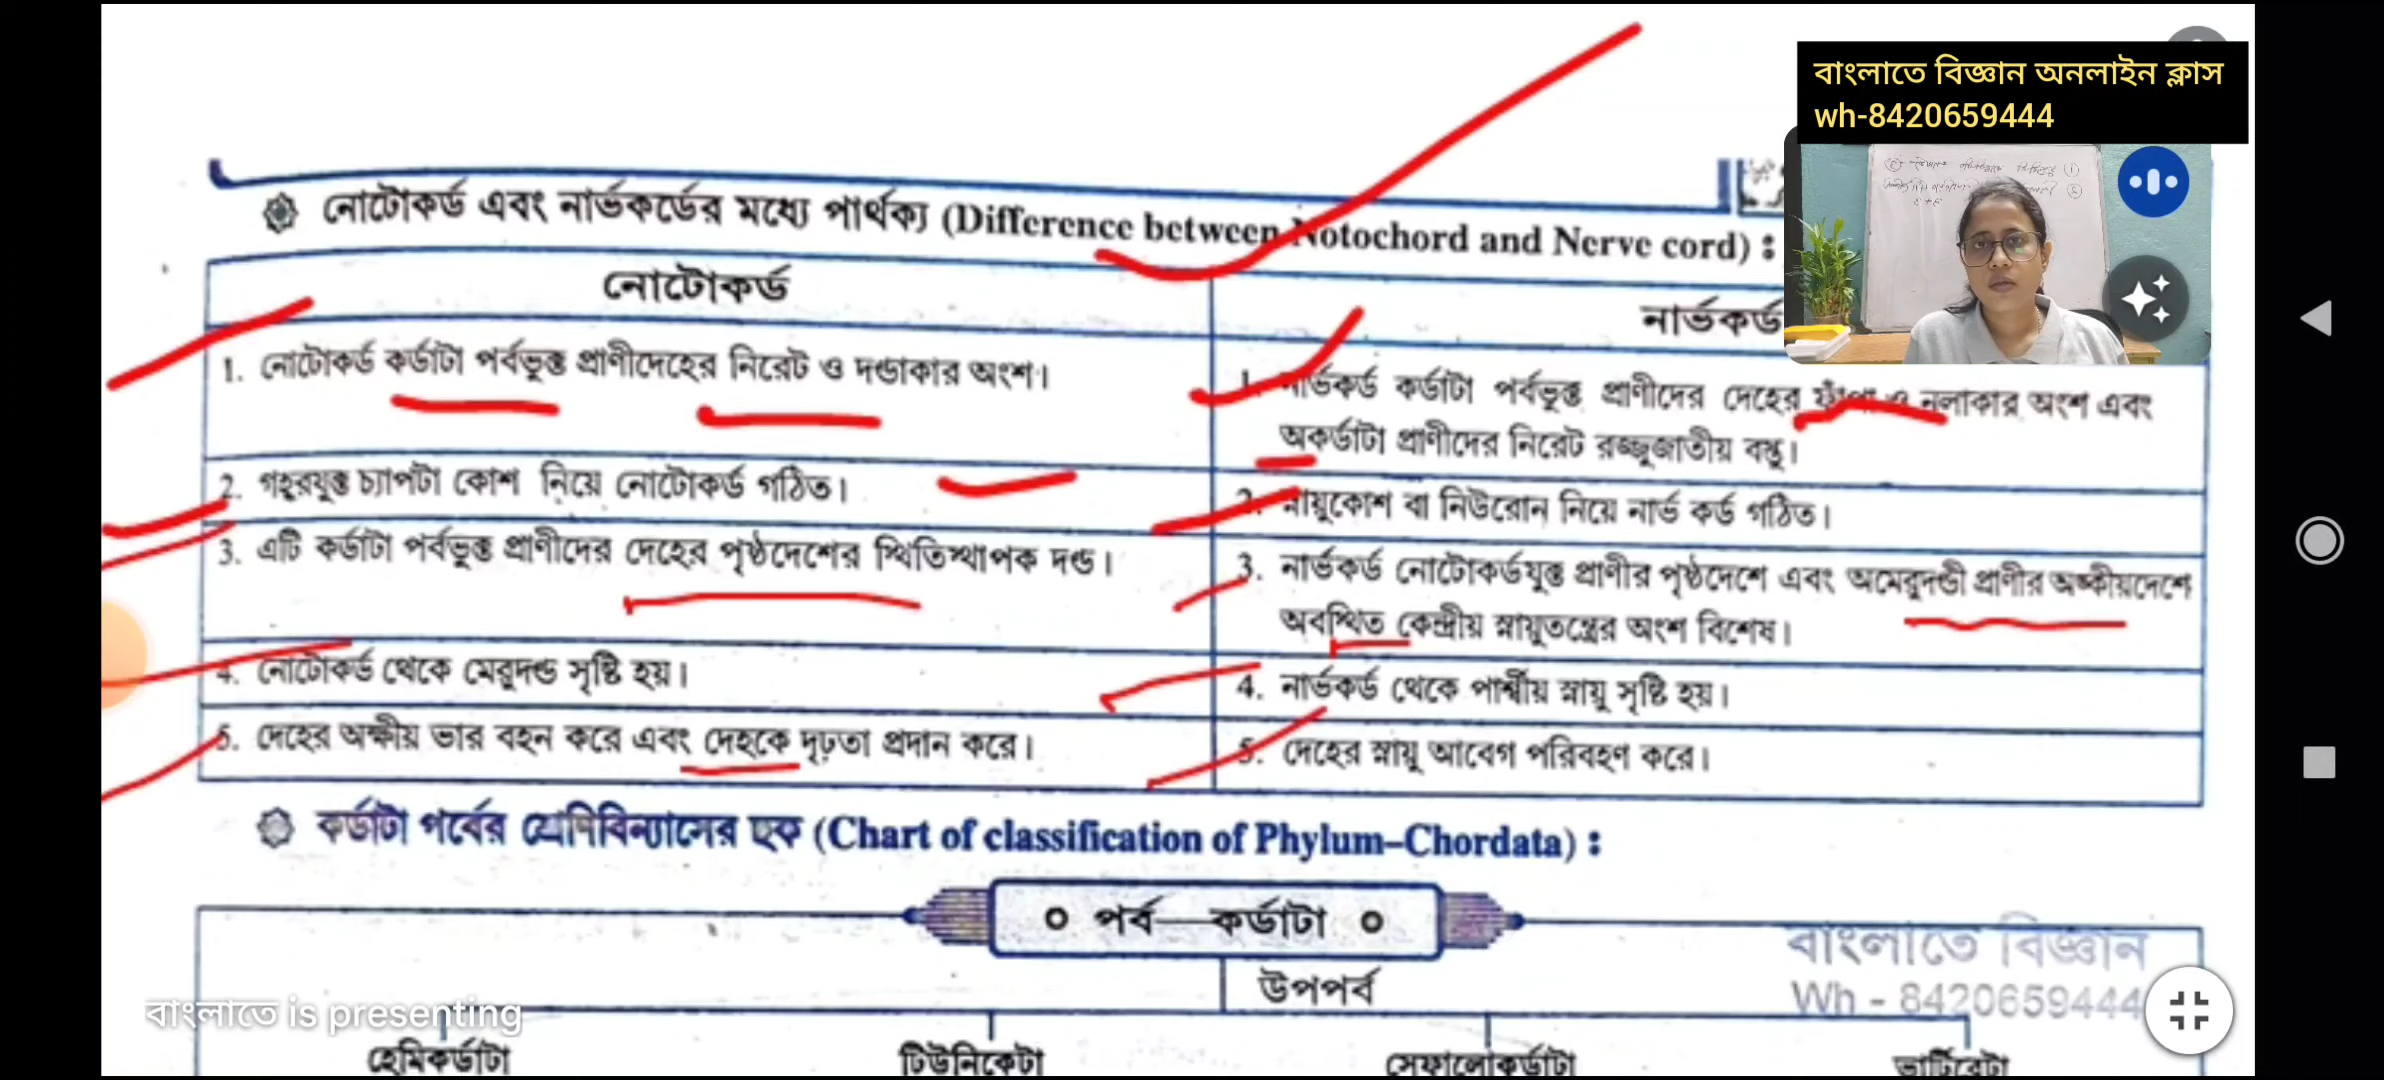 বাংলাতে বিজ্ঞান অনলাইন ক্লাস
wh-8420659444
নোটোকর্ড এবং নার্ভকর্ডের মধ্যে পার্থক্য (Difference between Notochord and Nerve cord) :
নোটোকর্ড
নার্ভকর্ড
1. নোটোকর্ড কর্ডাটা পর্বভুক্ত প্রাণীদেহের নিরেট ও দণ্ডাকার অংশ।
1. নার্ভকর্ড কর্ডাটা পর্বভুক্ত প্রাণীদের দেহের ফাঁপা ও নলাকার অংশ এবং
অকর্ডাটা প্রাণীদের নিরেট রজ্জুজাতীয় বস্তু।
2. গহ্বরযুক্ত চ্যাপটা কোশ নিয়ে নোটোকর্ড গঠিত।
2. স্নায়ুকোশ বা নিউরোন নিয়ে নার্ভ কর্ড গঠিত।
3. এটি কর্ডাটা পর্বভুক্ত প্রাণীদের দেহের পৃষ্ঠদেশের স্থিতিস্থাপক দণ্ড।
3. নার্ভকর্ড নোটোকর্ডযুক্ত প্রাণীর পৃষ্ঠদেশে এবং অমেরুদণ্ডী প্রাণীর অঙ্কীয়দেশে
অবস্থিত কেন্দ্রীয় স্নায়ুতন্ত্রের অংশ বিশেষ।
4. নোটোকর্ড থেকে মেরুদণ্ড সৃষ্টি হয়।
4. নার্ভকর্ড থেকে পার্শ্বীয় স্নায়ু সৃষ্টি হয়।
5. দেহের অক্ষীয় ভার বহন করে এবং দেহকে দৃঢ়তা প্রদান করে।
5. দেহের স্নায়ু আবেগ পরিবহণ করে।
কর্ডাটা পর্বের শ্রেণিবিন্যাসের ছক (Chart of classification of Phylum–Chordata) :
পর্ব—কর্ডাটা
উপপর্ব
হেমিকর্ডাটা টিউনিকেটা সেফালোকর্ডাটা ভার্টিব্রেটা
বাংলাতে বিজ্ঞান
Wh - 8420659444
বাংলাতে is presenting